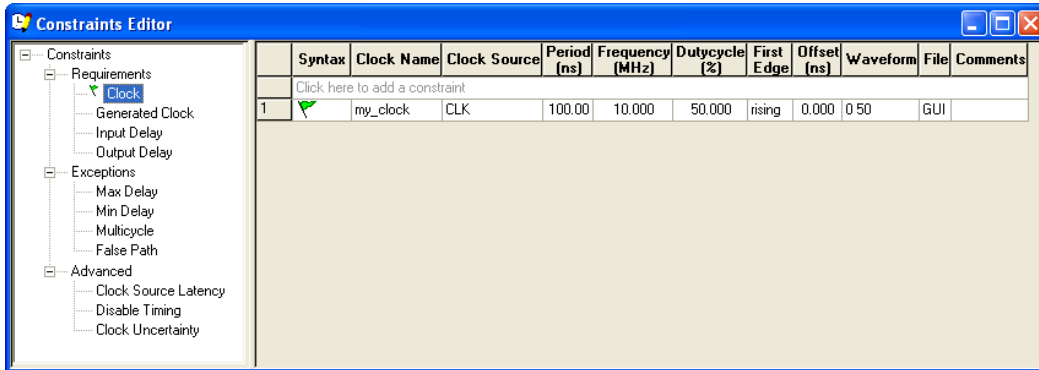 Constraints Editor
Constraints
Requirements
Clock
Generated Clock
Input Delay
Output Delay
Exceptions
Max Delay
Min Delay
Multicycle
False Path
Advanced
Clock Source Latency
Disable Timing
Clock Uncertainty
Syntax Clock Name Clock Source Period (ns) Frequency (MHz) Dutycycle (%) First Edge Offset (ns) Waveform File Comments
Click here to add a constraint
1 my_clock CLK 100.00 10.000 50.000 rising 0.000 0 50 GUI